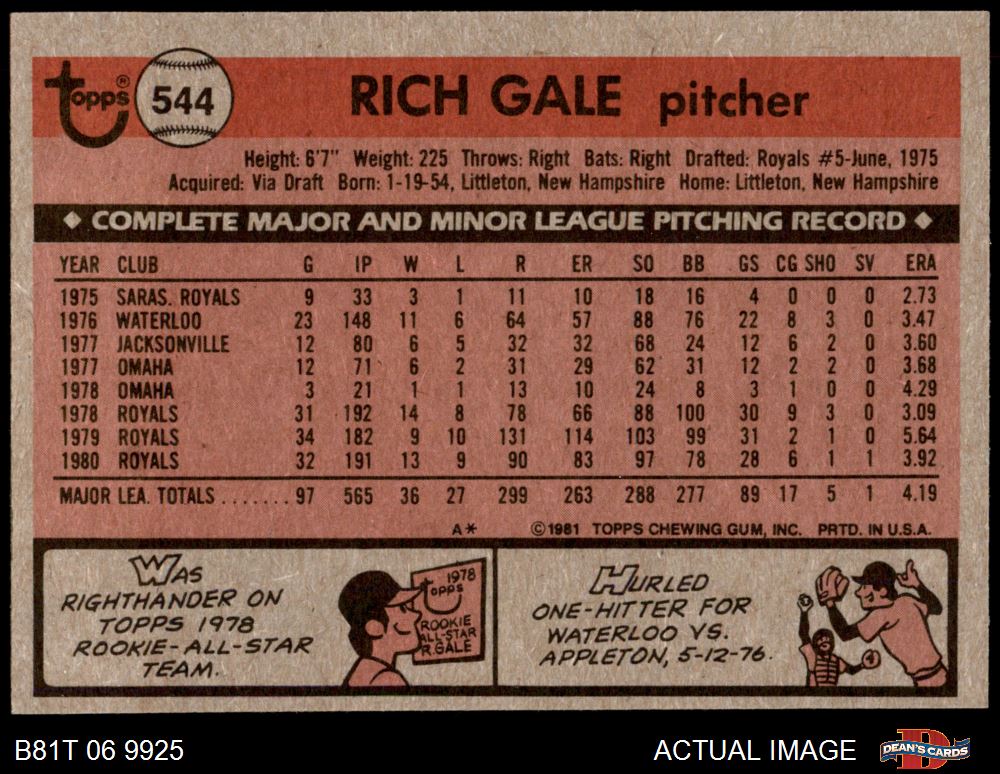 Topps®
544
RICH GALE pitcher
Height: 6'7" Weight: 225 Throws: Right Bats: Right Drafted: Royals #5-June, 1975
Acquired: Via Draft Born: 1-19-54, Littleton, New Hampshire Home: Littleton, New Hampshire
◆ COMPLETE MAJOR AND MINOR LEAGUE PITCHING RECORD ◆
YEAR CLUB G IP W L R ER SO BB GS CG SHO SV ERA
1975 SARAS. ROYALS 9 33 3 1 11 10 18 16 4 0 0 0 2.73
1976 WATERLOO 23 148 11 6 64 57 88 76 22 8 3 0 3.47
1977 JACKSONVILLE 12 80 6 5 32 32 68 24 12 6 2 0 3.60
1977 OMAHA 12 71 6 2 31 29 62 31 12 2 2 0 3.68
1978 OMAHA 3 21 1 1 13 10 24 8 3 1 0 0 4.29
1978 ROYALS 31 192 14 8 78 66 88 100 30 9 3 0 3.09
1979 ROYALS 34 182 9 10 131 114 103 99 31 2 1 0 5.64
1980 ROYALS 32 191 13 9 90 83 97 78 28 6 1 1 3.92
MAJOR LEA. TOTALS ....... 97 565 36 27 299 263 288 277 89 17 5 1 4.19
A* ©1981 TOPPS CHEWING GUM, INC. PRTD. IN U.S.A.
WAS
RIGHTHANDER ON
TOPPS 1978
ROOKIE-ALL-STAR
TEAM.
1978
Topps
ROOKIE
ALL-STAR
R. GALE
HURLED
ONE-HITTER FOR
WATERLOO VS.
APPLETON, 5-12-76.
B81T 06 9925
ACTUAL IMAGE
DEAN'S CARDS